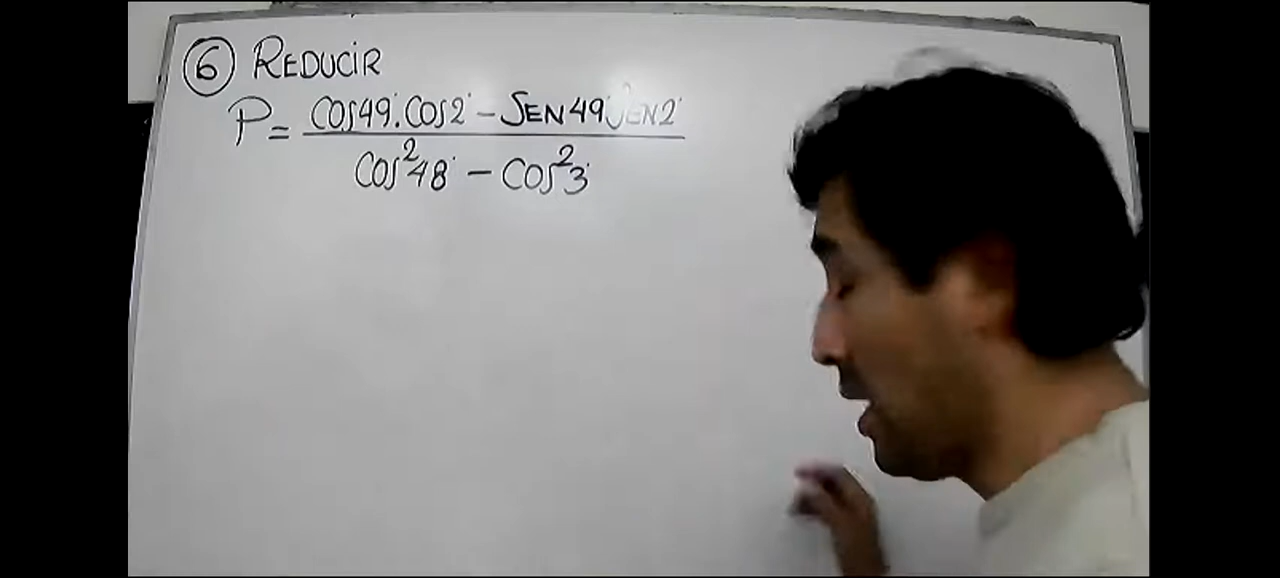 6 REDUCIR
P = Cos49°.Cos2° - SEN49°SEN2°
Cos²48° - Cos²3°